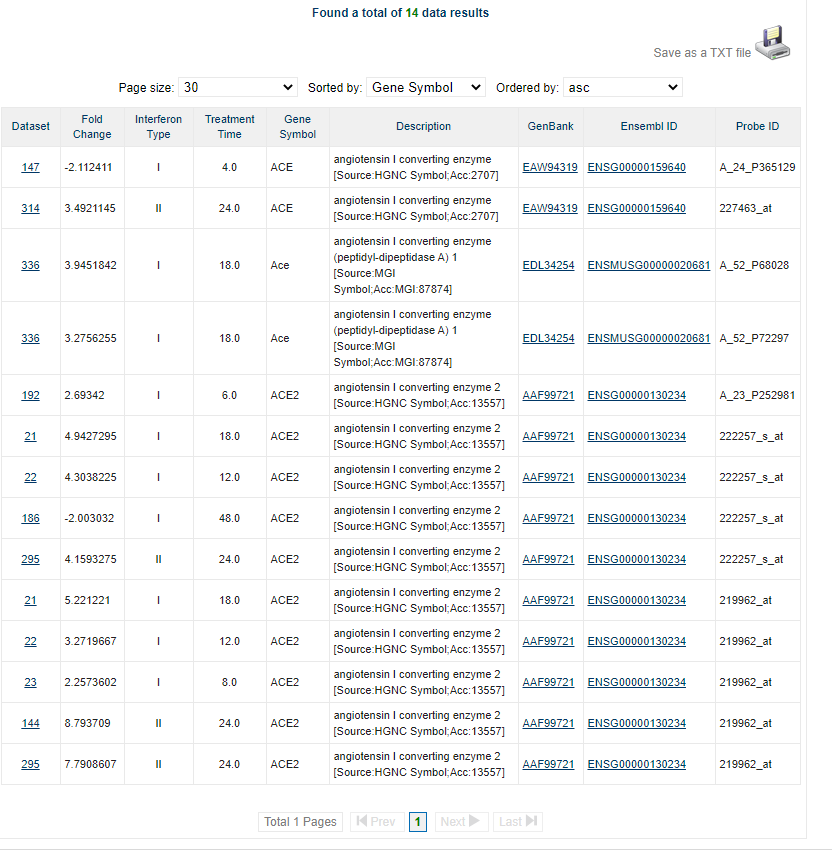 Found a total of 14 data results
Save as a TXT file
Page size: 30 Sorted by: Gene Symbol Ordered by: asc
Dataset Fold Change Interferon Type Treatment Time Gene Symbol Description GenBank Ensembl ID Probe ID
147 -2.112411 I 4.0 ACE angiotensin I converting enzyme [Source:HGNC Symbol;Acc:2707] EAW94319 ENSG00000159640 A_24_P365129
314 3.4921145 II 24.0 ACE angiotensin I converting enzyme [Source:HGNC Symbol;Acc:2707] EAW94319 ENSG00000159640 227463_at
336 3.9451842 I 18.0 Ace angiotensin I converting enzyme (peptidyl-dipeptidase A) 1 [Source:MGI Symbol;Acc:MGI:87874] EDL34254 ENSMUSG00000020681 A_52_P68028
336 3.2756255 I 18.0 Ace angiotensin I converting enzyme (peptidyl-dipeptidase A) 1 [Source:MGI Symbol;Acc:MGI:87874] EDL34254 ENSMUSG00000020681 A_52_P72297
192 2.69342 I 6.0 ACE2 angiotensin I converting enzyme 2 [Source:HGNC Symbol;Acc:13557] AAF99721 ENSG00000130234 A_23_P252981
21 4.9427295 I 18.0 ACE2 angiotensin I converting enzyme 2 [Source:HGNC Symbol;Acc:13557] AAF99721 ENSG00000130234 222257_s_at
22 4.3038225 I 12.0 ACE2 angiotensin I converting enzyme 2 [Source:HGNC Symbol;Acc:13557] AAF99721 ENSG00000130234 222257_s_at
186 -2.003032 I 48.0 ACE2 angiotensin I converting enzyme 2 [Source:HGNC Symbol;Acc:13557] AAF99721 ENSG00000130234 222257_s_at
295 4.1593275 II 24.0 ACE2 angiotensin I converting enzyme 2 [Source:HGNC Symbol;Acc:13557] AAF99721 ENSG00000130234 222257_s_at
21 5.221221 I 18.0 ACE2 angiotensin I converting enzyme 2 [Source:HGNC Symbol;Acc:13557] AAF99721 ENSG00000130234 219962_at
22 3.2719667 I 12.0 ACE2 angiotensin I converting enzyme 2 [Source:HGNC Symbol;Acc:13557] AAF99721 ENSG00000130234 219962_at
23 2.2573602 I 8.0 ACE2 angiotensin I converting enzyme 2 [Source:HGNC Symbol;Acc:13557] AAF99721 ENSG00000130234 219962_at
144 8.793709 II 24.0 ACE2 angiotensin I converting enzyme 2 [Source:HGNC Symbol;Acc:13557] AAF99721 ENSG00000130234 219962_at
295 7.7908607 II 24.0 ACE2 angiotensin I converting enzyme 2 [Source:HGNC Symbol;Acc:13557] AAF99721 ENSG00000130234 219962_at
Total 1 Pages Prev 1 Next Last